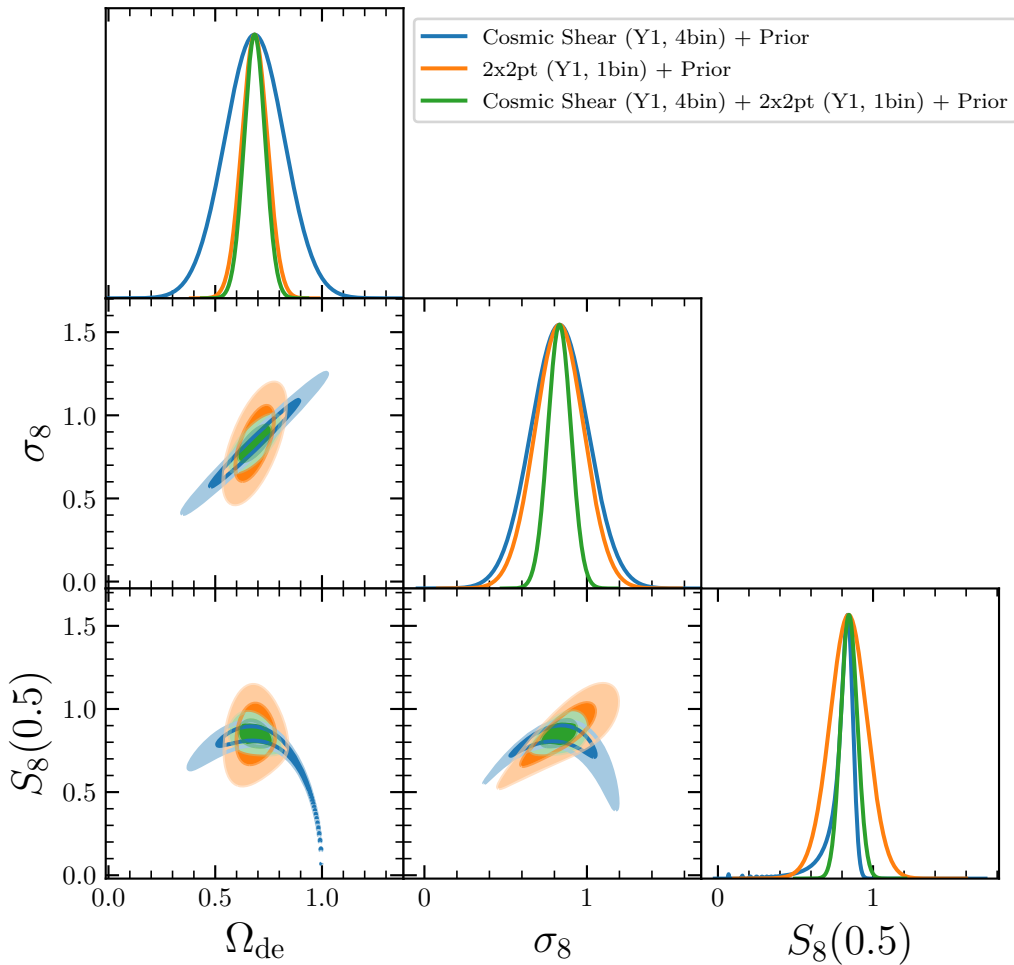 Cosmic Shear (Y1, 4bin) + Prior
2x2pt (Y1, 1bin) + Prior
Cosmic Shear (Y1, 4bin) + 2x2pt (Y1, 1bin) + Prior
1.5
1.0
0.5
0.0
σ₈
1.5
1.0
0.5
0.0
S₈(0.5)
0.0 0.5 1.0
0 1
0 1
Ω_de
σ₈
S₈(0.5)